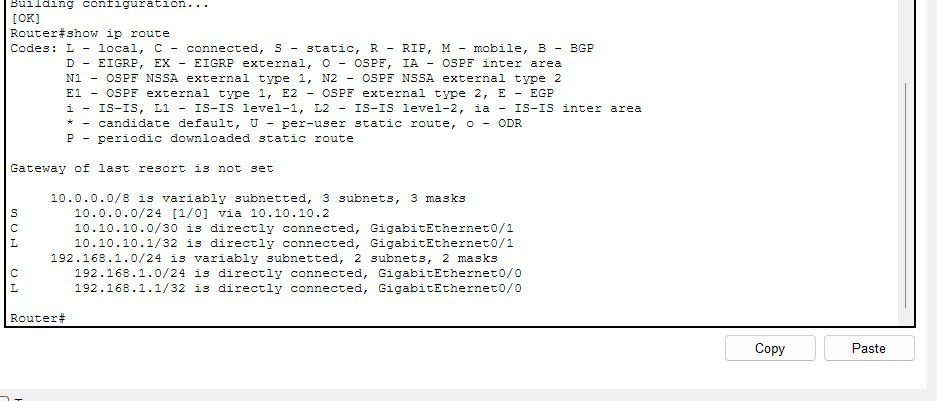 Building configuration...
[OK]
Router#show ip route
Codes: L - local, C - connected, S - static, R - RIP, M - mobile, B - BGP
D - EIGRP, EX - EIGRP external, O - OSPF, IA - OSPF inter area
N1 - OSPF NSSA external type 1, N2 - OSPF NSSA external type 2
E1 - OSPF external type 1, E2 - OSPF external type 2, E - EGP
i - IS-IS, L1 - IS-IS level-1, L2 - IS-IS level-2, ia - IS-IS inter area
* - candidate default, U - per-user static route, o - ODR
P - periodic downloaded static route
Gateway of last resort is not set
10.0.0.0/8 is variably subnetted, 3 subnets, 3 masks
S 10.0.0.0/24 [1/0] via 10.10.10.2
C 10.10.10.0/30 is directly connected, GigabitEthernet0/1
L 10.10.10.1/32 is directly connected, GigabitEthernet0/1
192.168.1.0/24 is variably subnetted, 2 subnets, 2 masks
C 192.168.1.0/24 is directly connected, GigabitEthernet0/0
L 192.168.1.1/32 is directly connected, GigabitEthernet0/0
Router#
Copy Paste